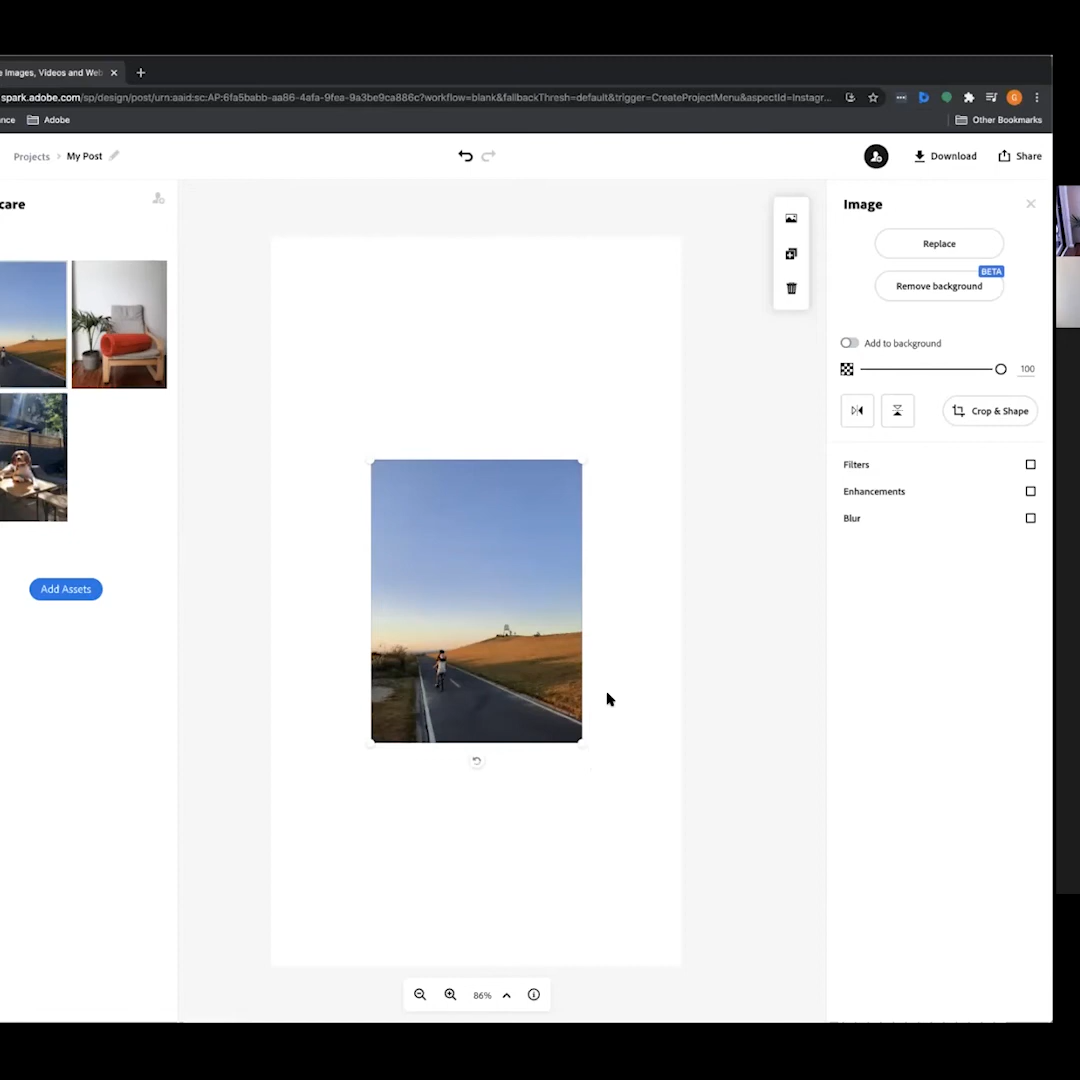 e Images, Videos and Web
spark.adobe.com/sp/design/post/urn:aaid:sc:AP:6fa5babb-aa86-4afa-9fea-9a3be9ca886c?workflow=blank&fallbackThresh=default&trigger=CreateProjectMenu&aspectId=Instagr...
ance Adobe Other Bookmarks
Projects > My Post Download Share
care
Image
Replace
BETA
Remove background
Add to background
100
Crop & Shape
Filters
Enhancements
Blur
Add Assets
86%